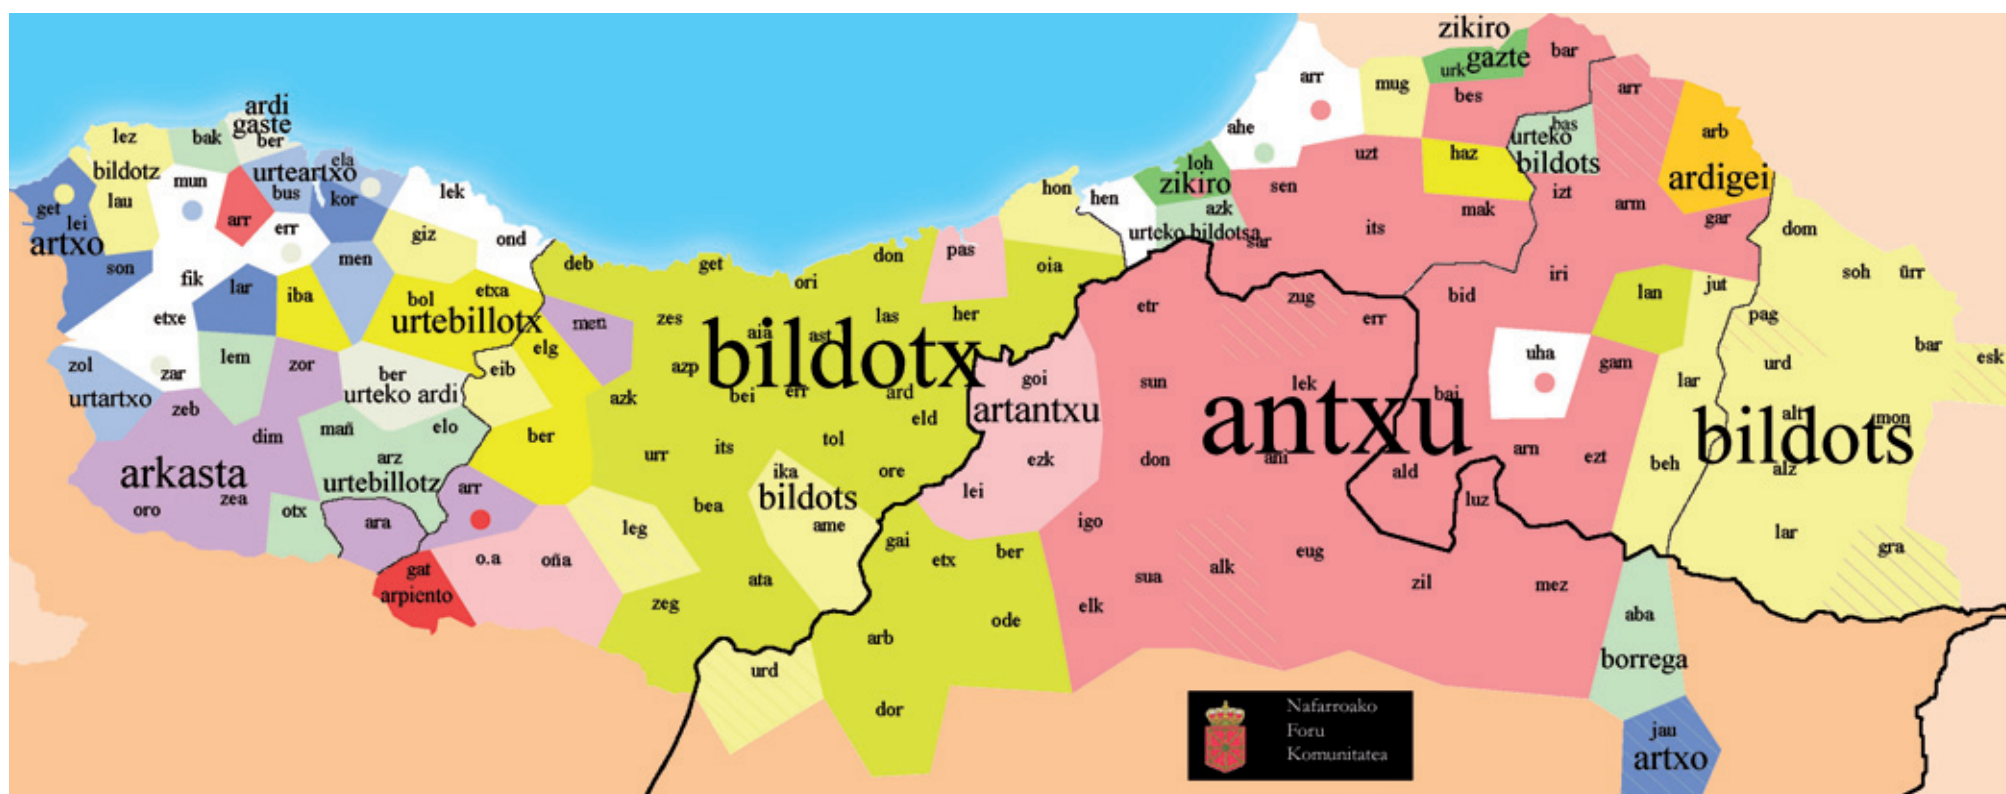 zikiro
gazte
urk
bar
bes
mug
arr
arr
ardi
gaste
ber
lez
bak
bildotz
mun
lau
get
lei
artxo
son
arr
urteartxo
ela
bus
kor
err
lek
giz
ond
men
fik
lar
iba
etxe
bol
etxa
urtebillotx
zol
urtartxo
zar
lem
zor
ber
urteko ardi
zeb
dim
mañ
elo
arz
urtebillotz
arkasta
oro
zea
otx
ara
arr
gat
arpiento
o.a
oña
deb
men
elg
eib
ber
get
ori
don
pas
hon
oia
zes
aia
ast
las
her
bildotx
azp
azk
bei
err
ard
eld
urr
its
tol
ika
ore
bildots
ame
leg
bea
ata
zeg
ahe
hen
loh
zikiro
azk
urteko bildotsa
sar
sen
uzt
haz
mak
its
urteko
bas
bildots
izt
arm
arb
ardigei
gar
iri
bid
lan
jut
dom
soh
ürr
pag
urd
bar
esk
uha
gam
lar
bai
alt
mon
bildots
alz
arn
ezt
beh
lar
gra
etr
zug
err
goi
artantxu
sun
lek
antxu
ezk
don
ani
ald
luz
lei
igo
gai
etx
ber
sua
alk
eug
zil
mez
elk
ode
arb
urd
dor
aba
borrega
jau
artxo
Nafarroako
Foru
Komunitatea